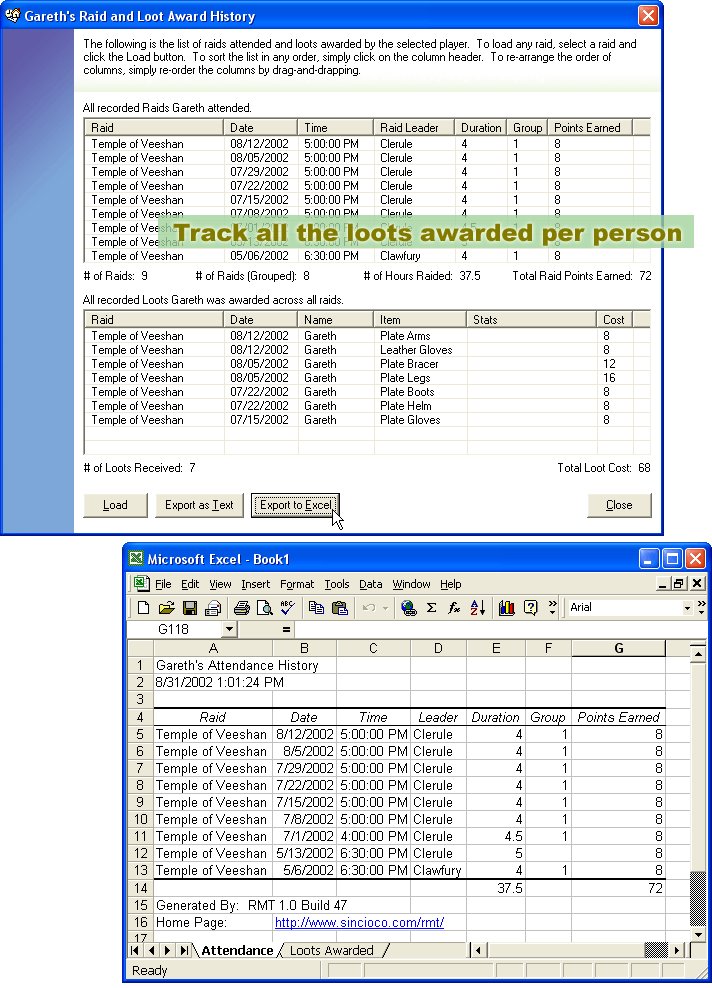 Gareth's Raid and Loot Award History
The following is the list of raids attended and loots awarded by the selected player. To load any raid, select a raid and
click the Load button. To sort the list in any order, simply click on the column header. To re-arrange the order of
columns, simply re-order the columns by drag-and-drapping.
All recorded Raids Gareth attended.
Raid Date Time Raid Leader Duration Group Points Earned
Temple of Veeshan 08/12/2002 5:00:00 PM Clerule 4 1 8
Temple of Veeshan 08/05/2002 5:00:00 PM Clerule 4 1 8
Temple of Veeshan 07/29/2002 5:00:00 PM Clerule 4 1 8
Temple of Veeshan 07/22/2002 5:00:00 PM Clerule 4 1 8
Temple of Veeshan 07/15/2002 5:00:00 PM Clerule 4 1 8
Temple of Veeshan 07/08/2002 5:00:00 PM Clerule 4 1 8
Track all the loots awarded per person
Temple of Veeshan 05/06/2002 6:30:00 PM Clawfury 4 1 8
# of Raids: 9 # of Raids (Grouped): 8 # of Hours Raided: 37.5 Total Raid Points Earned: 72
All recorded Loots Gareth was awarded across all raids.
Raid Date Name Item Stats Cost
Temple of Veeshan 08/12/2002 Gareth Plate Arms 8
Temple of Veeshan 08/12/2002 Gareth Leather Gloves 8
Temple of Veeshan 08/05/2002 Gareth Plate Bracer 12
Temple of Veeshan 08/05/2002 Gareth Plate Legs 16
Temple of Veeshan 07/22/2002 Gareth Plate Boots 8
Temple of Veeshan 07/22/2002 Gareth Plate Helm 8
Temple of Veeshan 07/15/2002 Gareth Plate Gloves 8
# of Loots Received: 7 Total Loot Cost: 68
Load Export as Text Export to Excel Close
Microsoft Excel - Book1
File Edit View Insert Format Tools Data Window Help
Arial
G118 =
A B C D E F G
1 Gareth's Attendance History
2 8/31/2002 1:01:24 PM
3
4 Raid Date Time Leader Duration Group Points Earned
5 Temple of Veeshan 8/12/2002 5:00:00 PM Clerule 4 1 8
6 Temple of Veeshan 8/5/2002 5:00:00 PM Clerule 4 1 8
7 Temple of Veeshan 7/29/2002 5:00:00 PM Clerule 4 1 8
8 Temple of Veeshan 7/22/2002 5:00:00 PM Clerule 4 1 8
9 Temple of Veeshan 7/15/2002 5:00:00 PM Clerule 4 1 8
10 Temple of Veeshan 7/8/2002 5:00:00 PM Clerule 4 1 8
11 Temple of Veeshan 7/1/2002 4:00:00 PM Clerule 4.5 1 8
12 Temple of Veeshan 5/13/2002 6:30:00 PM Clerule 5 8
13 Temple of Veeshan 5/6/2002 6:30:00 PM Clawfury 4 1 8
14 37.5 72
15 Generated By: RMT 1.0 Build 47
16 Home Page: http://www.sincioco.com/rmt/
17
Attendance Loots Awarded
Ready